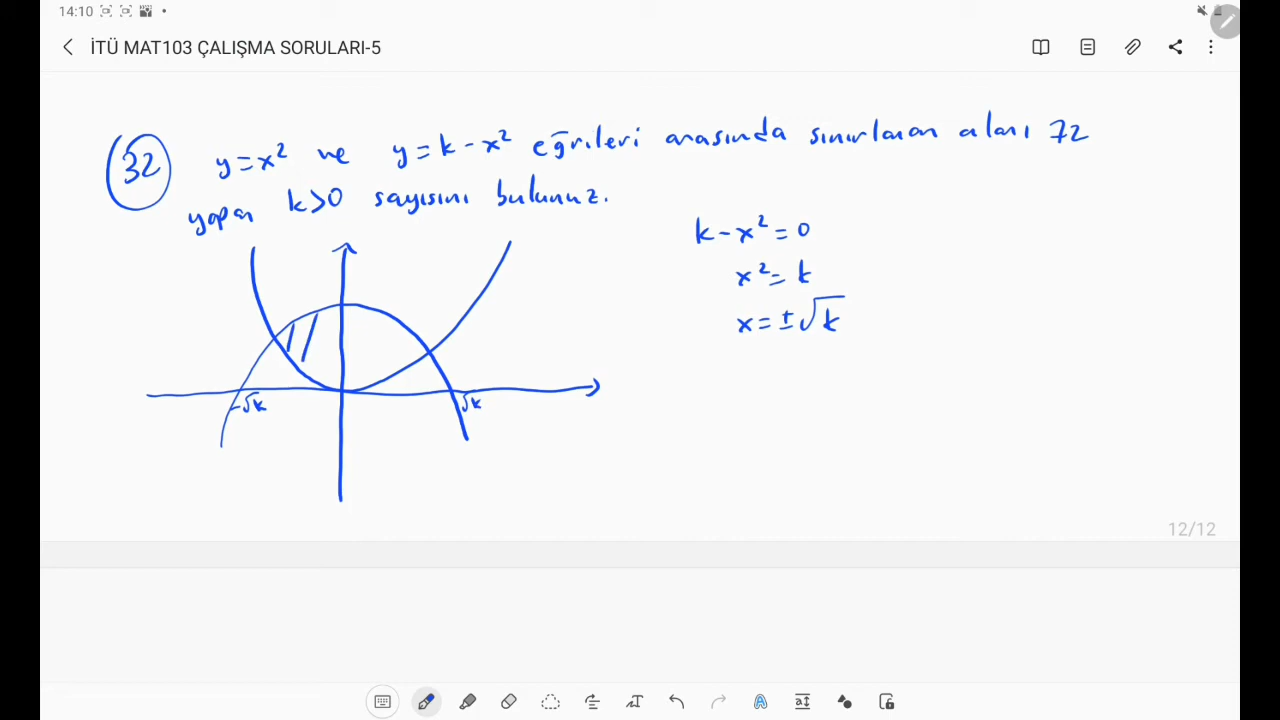 14:10
İTÜ MAT103 ÇALIŞMA SORULARI-5
32 y=x² ve y=k-x² eğrileri arasında sınırlanan alanı 72
yapan k>0 sayısını bulunuz.
k-x²=0
x²=k
x=±√k
-√k √k
12/12